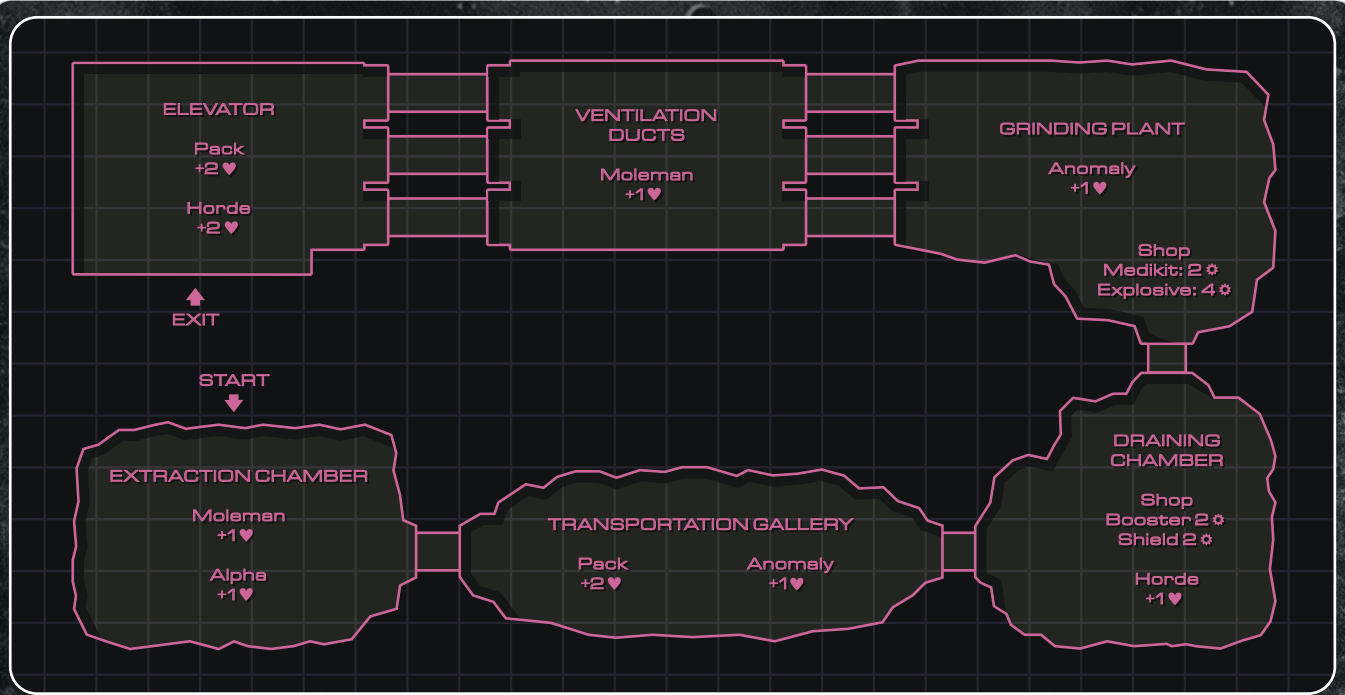 ELEVATOR
Pack
+2♥
Horde
+2♥
EXIT
VENTILATION
DUCTS
Moleman
+1♥
GRINDING PLANT
Anomaly
+1♥
Shop
Medikit: 2⚙
Explosive: 4⚙
START
EXTRACTION CHAMBER
Moleman
+1♥
Alpha
+1♥
TRANSPORTATION GALLERY
Pack
+2♥
Anomaly
+1♥
DRAINING
CHAMBER
Shop
Booster 2⚙
Shield 2⚙
Horde
+1♥